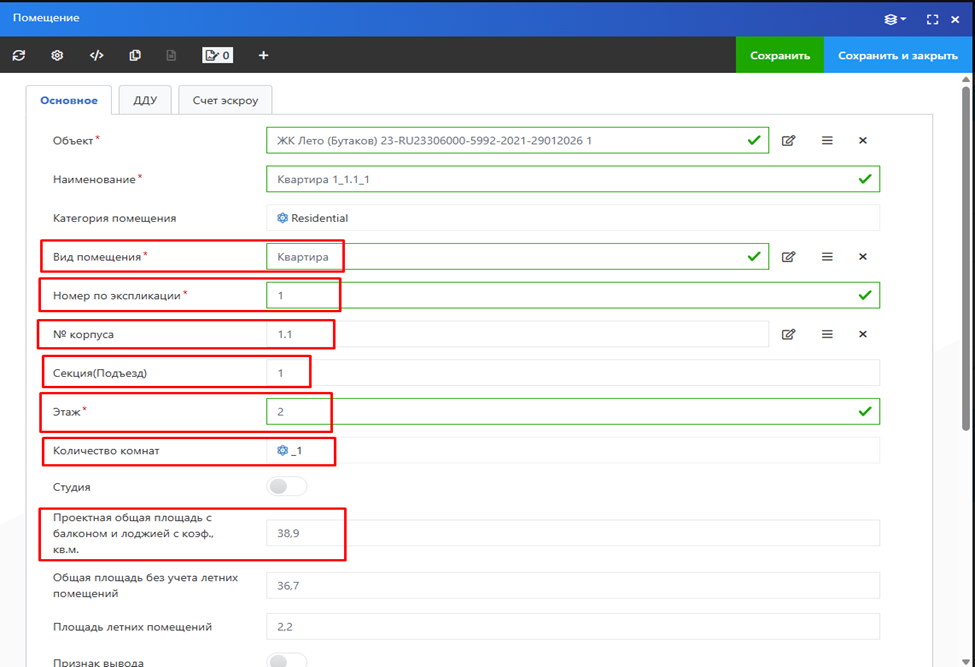 Помещение
0
Сохранить
Сохранить и закрыть
Основное
ДДУ
Счет эскроу
Объект*
ЖК Лето (Бутаков) 23-RU23306000-5992-2021-29012026 1
Наименование*
Квартира 1_1.1_1
Категория помещения
Residential
Вид помещения*
Квартира
Номер по экспликации*
1
№ корпуса
1.1
Секция(Подъезд)
1
Этаж*
2
Количество комнат
_1
Студия
Проектная общая площадь с
балконом и лоджией с коэф.,
кв.м.
38,9
Общая площадь без учета летних
помещений
36,7
Площадь летних помещений
2,2
Признак вывода